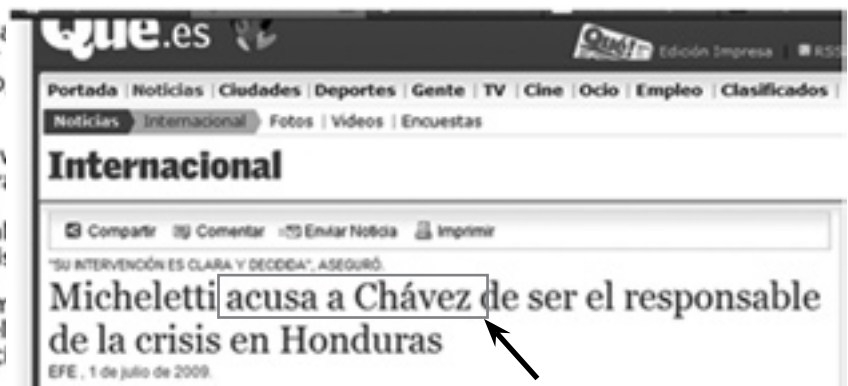 Que.es
Qué! Edición Impresa | RSS
Portada | Noticias | Ciudades | Deportes | Gente | TV | Cine | Ocio | Empleo | Clasificados |
Noticias Internacional Fotos | Videos | Encuestas
Internacional
Compartir Comentar Enviar Noticia Imprimir
"SU INTERVENCIÓN ES CLARA Y DECIDIDA", ASEGURÓ.
Micheletti acusa a Chávez de ser el responsable
de la crisis en Honduras
EFE , 1 de julio de 2009.